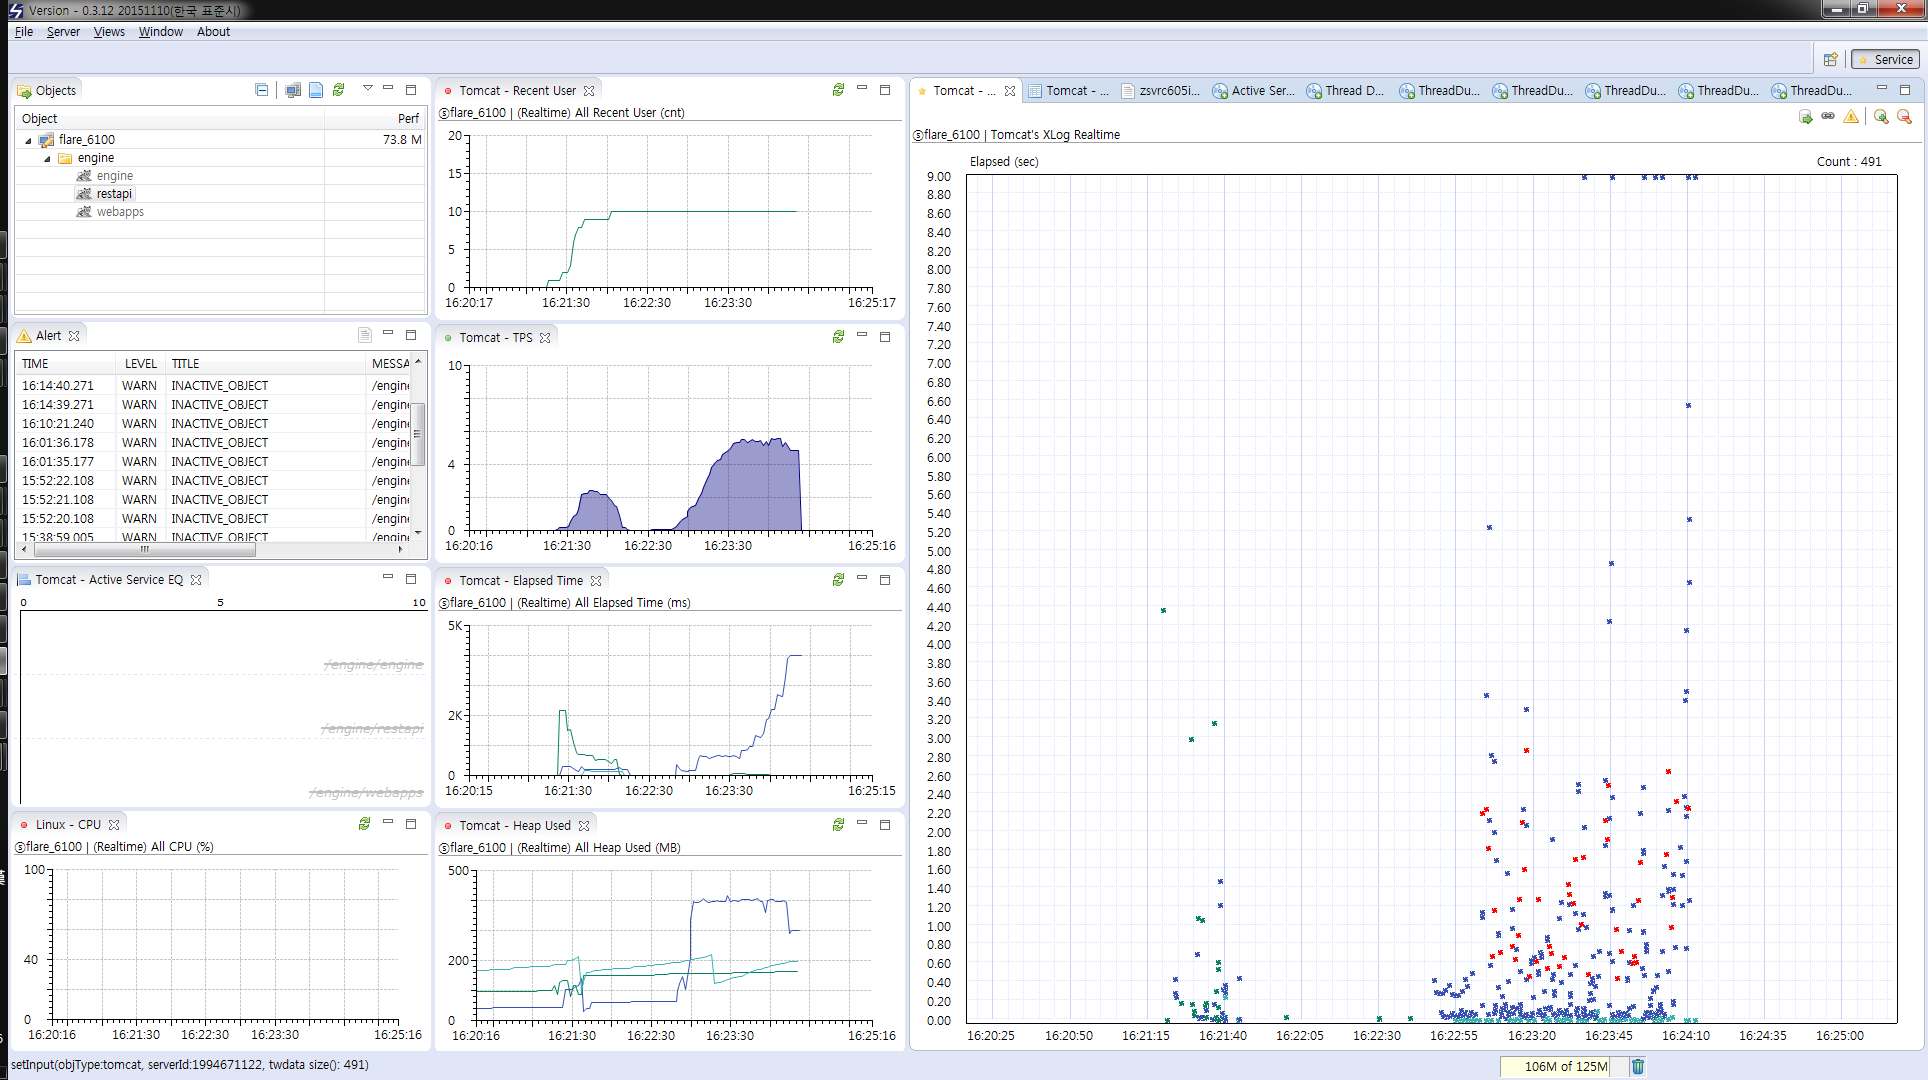 Version - 0.3.12 20151110(한국 표준시)
File Server Views Window About
Service
Objects
Object Perf
flare_6100 73.8 M
engine
engine
restapi
webapps
Alert
TIME LEVEL TITLE MESSA
16:14:40.271 WARN INACTIVE_OBJECT /engine
16:14:39.271 WARN INACTIVE_OBJECT /engine
16:10:21.240 WARN INACTIVE_OBJECT /engine
16:01:36.178 WARN INACTIVE_OBJECT /engine
16:01:35.177 WARN INACTIVE_OBJECT /engine
15:52:22.108 WARN INACTIVE_OBJECT /engine
15:52:21.108 WARN INACTIVE_OBJECT /engine
15:52:20.108 WARN INACTIVE_OBJECT /engine
15:38:59.005 WARN INACTIVE_OBJECT /engine
Tomcat - Active Service EQ
0 5 10
/engine/engine
/engine/restapi
/engine/webapps
Linux - CPU
flare_6100 | (Realtime) All CPU (%)
100
40
0
16:20:16 16:21:30 16:22:30 16:23:30 16:25:16
Tomcat - Recent User
flare_6100 | (Realtime) All Recent User (cnt)
20
15
10
5
0
16:20:17 16:21:30 16:22:30 16:23:30 16:25:17
Tomcat - TPS
10
4
0
16:20:16 16:21:30 16:22:30 16:23:30 16:25:16
Tomcat - Elapsed Time
flare_6100 | (Realtime) All Elapsed Time (ms)
5K
2K
0
16:20:15 16:21:30 16:22:30 16:23:30 16:25:15
Tomcat - Heap Used
flare_6100 | (Realtime) All Heap Used (MB)
500
200
0
16:20:16 16:21:30 16:22:30 16:23:30 16:25:16
Tomcat - ... Tomcat - ... zsvrc605i... Active Ser... Thread D... ThreadDu... ThreadDu... ThreadDu... ThreadDu... ThreadDu...
flare_6100 | Tomcat's XLog Realtime
Elapsed (sec) Count : 491
9.00
8.80
8.60
8.40
8.20
8.00
7.80
7.60
7.40
7.20
7.00
6.80
6.60
6.40
6.20
6.00
5.80
5.60
5.40
5.20
5.00
4.80
4.60
4.40
4.20
4.00
3.80
3.60
3.40
3.20
3.00
2.80
2.60
2.40
2.20
2.00
1.80
1.60
1.40
1.20
1.00
0.80
0.60
0.40
0.20
0.00
16:20:25 16:20:50 16:21:15 16:21:40 16:22:05 16:22:30 16:22:55 16:23:20 16:23:45 16:24:10 16:24:35 16:25:00
setInput(objType:tomcat, serverId:1994671122, twdata size(): 491)
106M of 125M